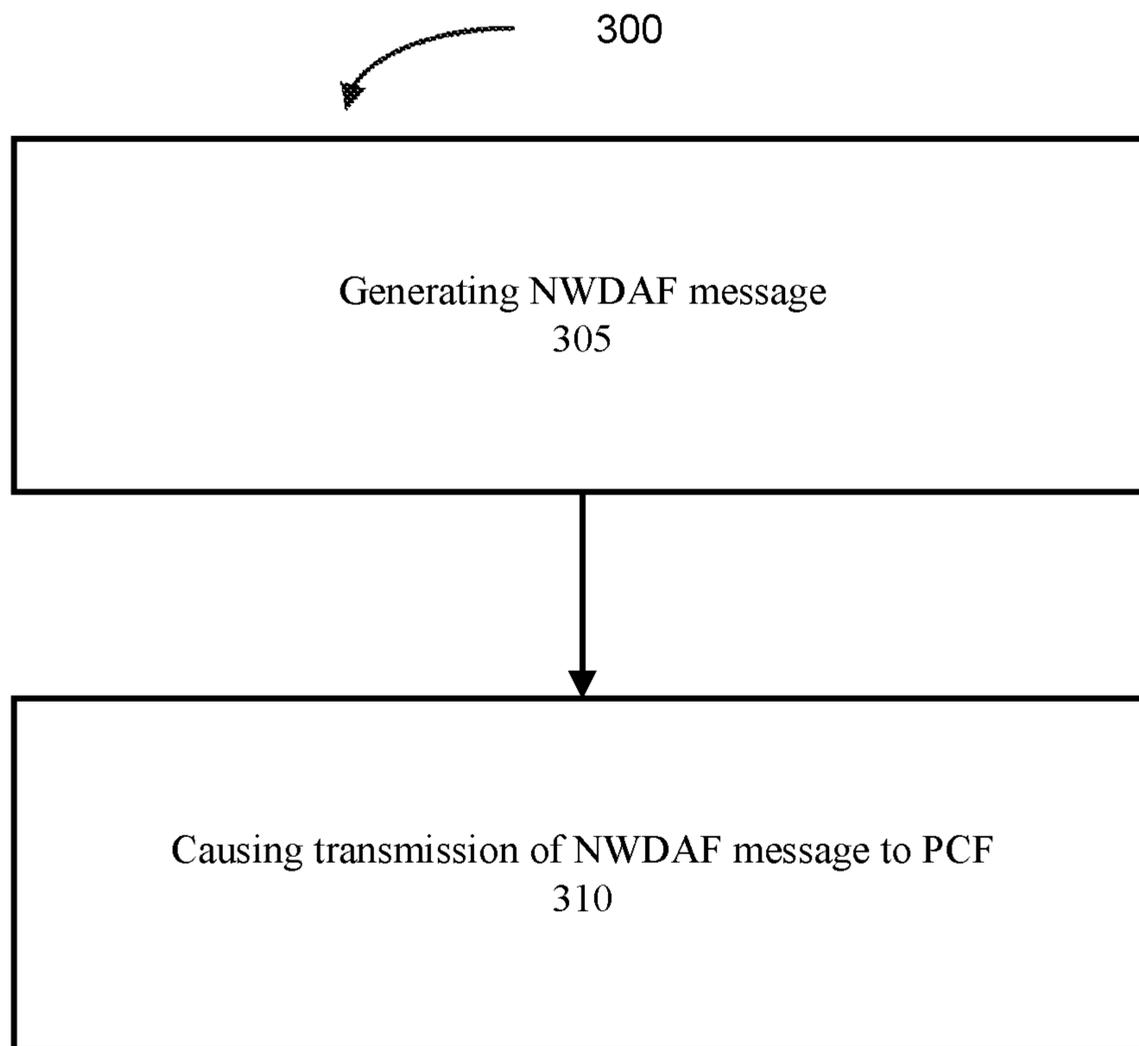 300
Generating NWDAF message
305
Causing transmission of NWDAF message to PCF
310